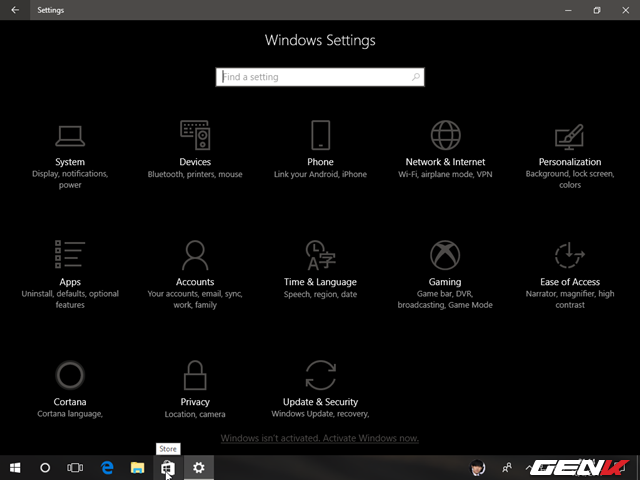 Settings
Windows Settings
Find a setting
System
Display, notifications,
power
Devices
Bluetooth, printers, mouse
Phone
Link your Android, iPhone
Network & Internet
Wi-Fi, airplane mode, VPN
Personalization
Background, lock screen,
colors
Apps
Uninstall, defaults, optional
features
Accounts
Your accounts, email, sync,
work, family
Time & Language
Speech, region, date
Gaming
Game bar, DVR,
broadcasting, Game Mode
Ease of Access
Narrator, magnifier, high
contrast
Cortana
Cortana language,
Privacy
Location, camera
Update & Security
Windows Update, recovery,
Windows isn't activated. Activate Windows now.
Store
GENK